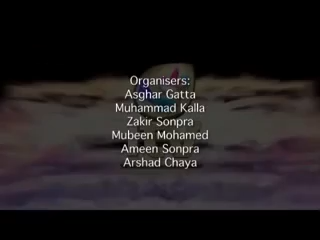 Organisers:
Asghar Gatta
Muhammad Kalla
Zakir Sonpra
Mubeen Mohamed
Ameen Sonpra
Arshad Chaya